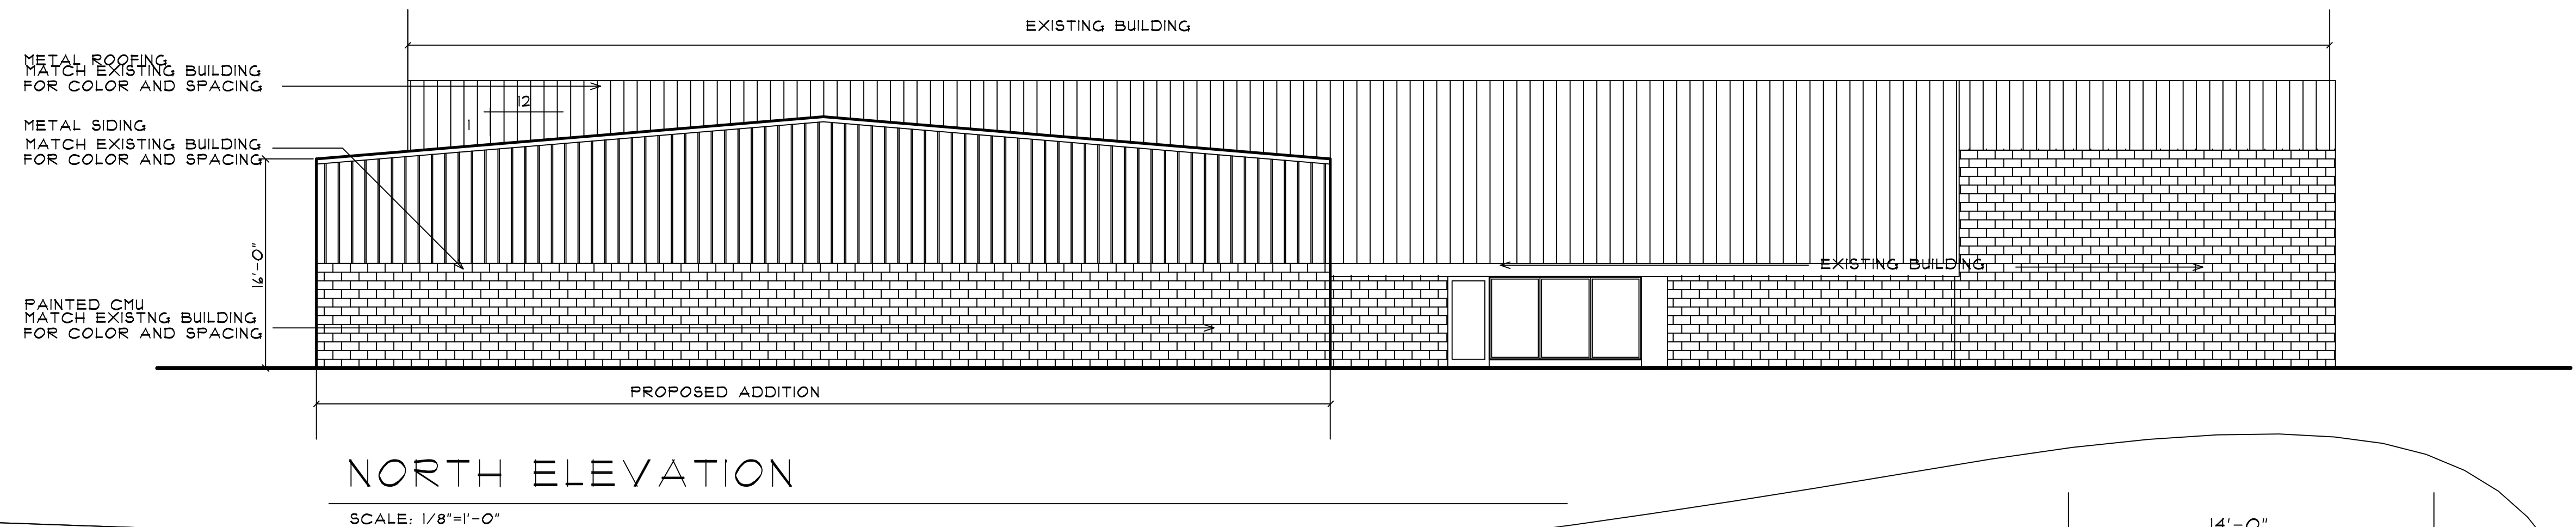 EXISTING BUILDING
METAL ROOFING
MATCH EXISTING BUILDING
FOR COLOR AND SPACING
12
1
METAL SIDING
MATCH EXISTING BUILDING
FOR COLOR AND SPACING
16'-0"
EXISTING BUILDING
PAINTED CMU
MATCH EXISTNG BUILDING
FOR COLOR AND SPACING
PROPOSED ADDITION
NORTH ELEVATION
SCALE: 1/8"=1'-0"
14'-0"